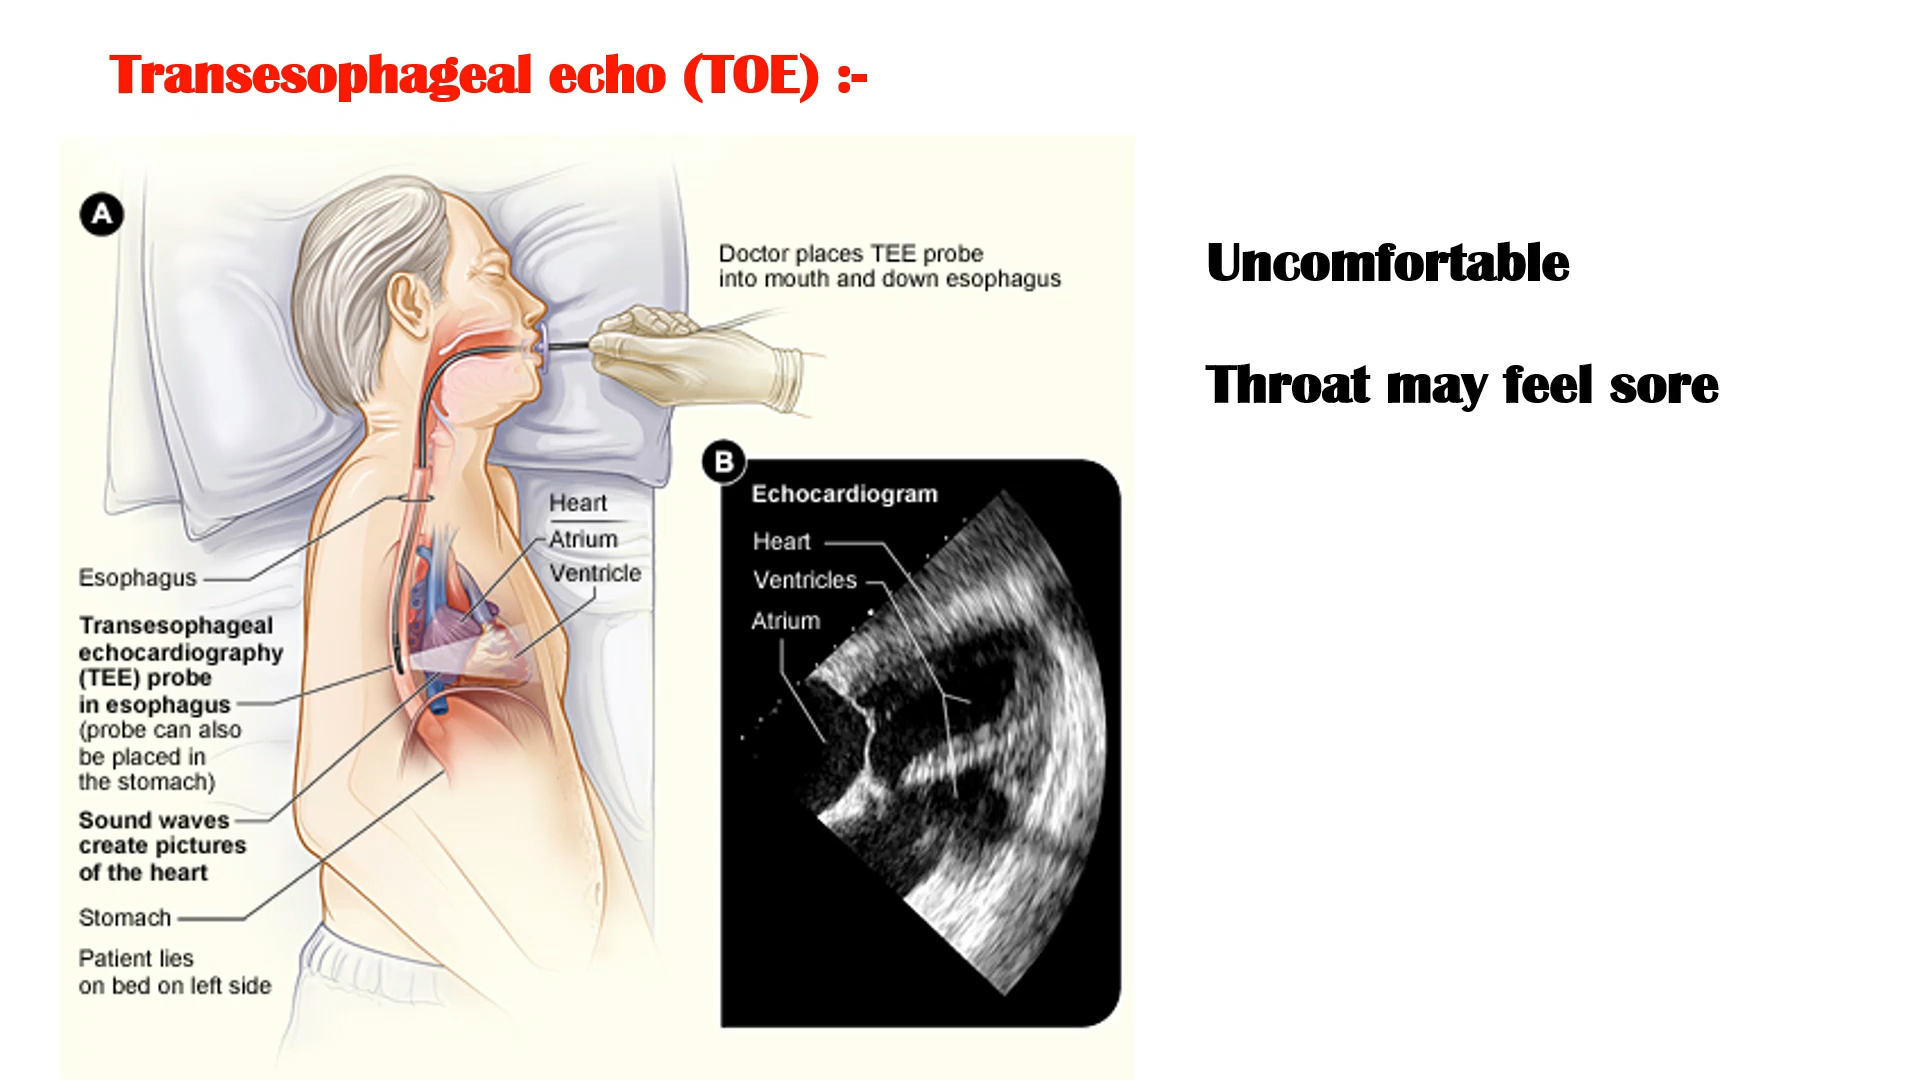 Transesophageal echo (TOE) :-
A
Doctor places TEE probe
into mouth and down esophagus
Uncomfortable
Throat may feel sore
Heart
Atrium
Ventricle
Esophagus
Transesophageal
echocardiography
(TEE) probe
in esophagus
(probe can also
be placed in
the stomach)
Sound waves
create pictures
of the heart
Stomach
Patient lies
on bed on left side
B
Echocardiogram
Heart
Ventricles
Atrium